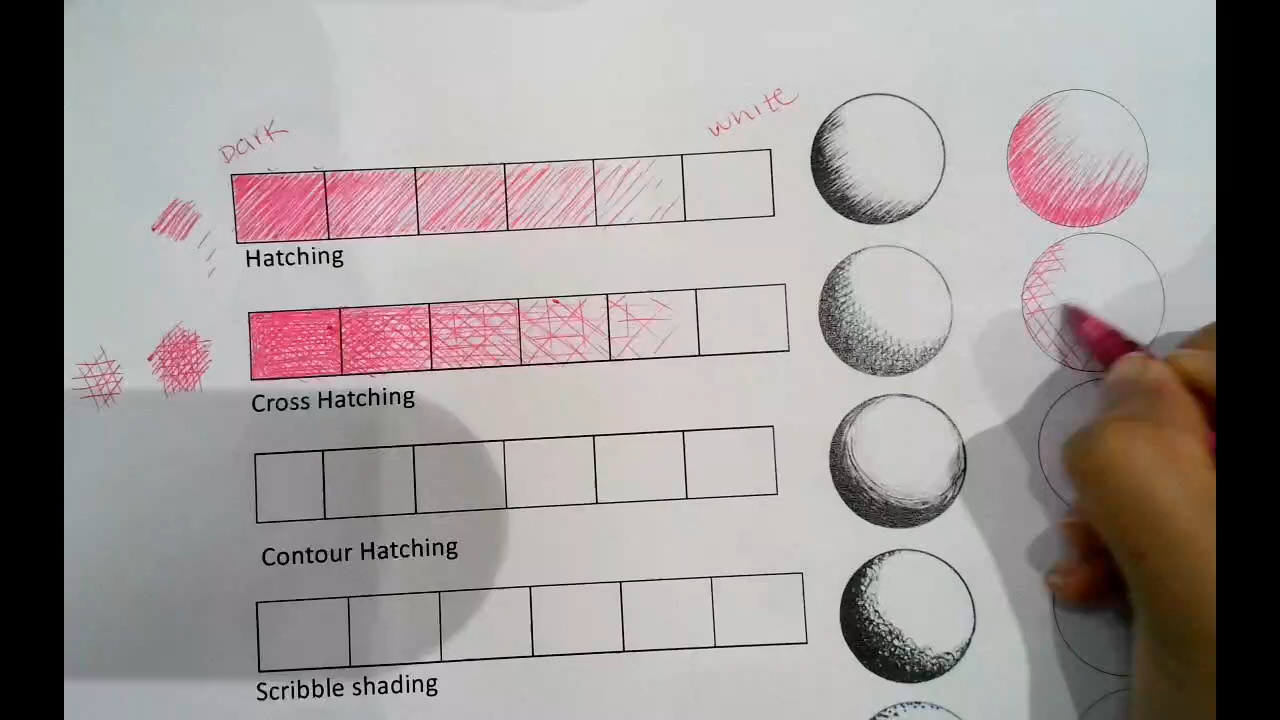 Dark
white
Hatching
Cross Hatching
Contour Hatching
Scribble shading